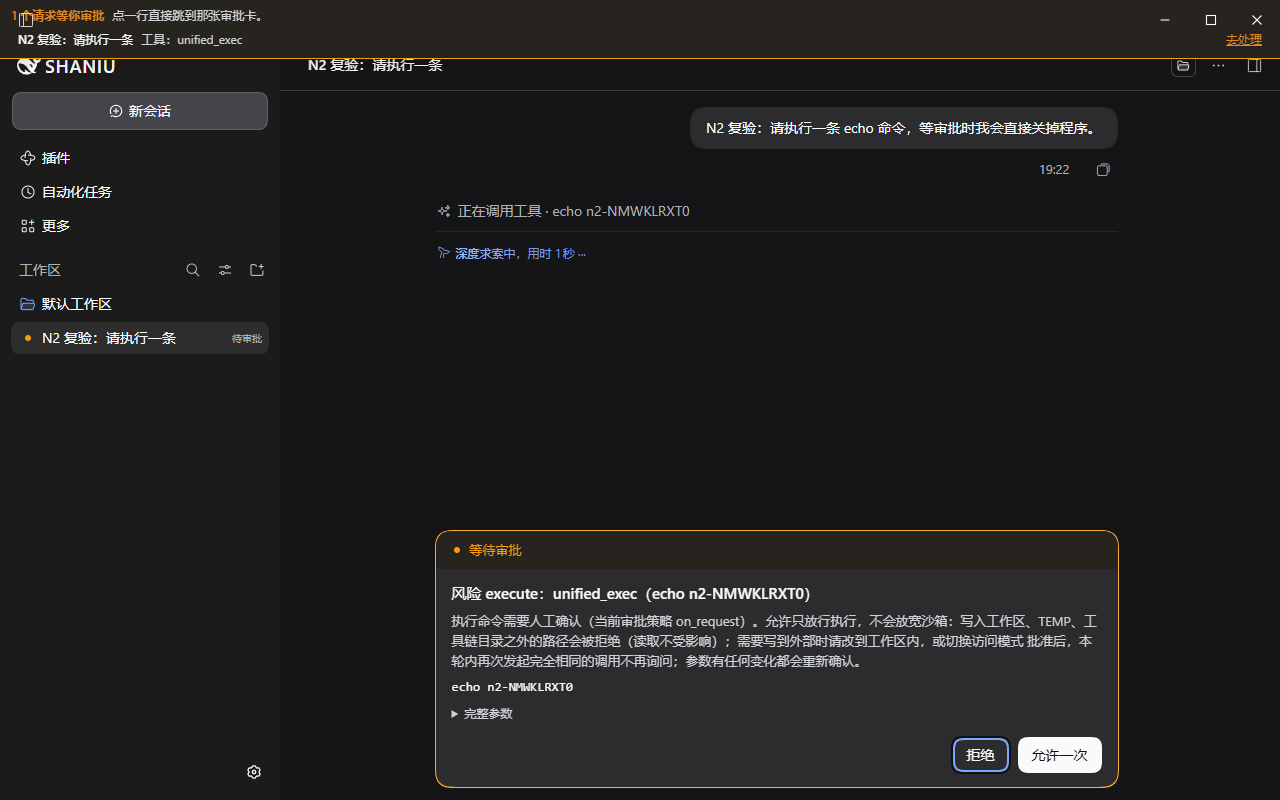 1 个请求等你审批 点一行直接跳到那张审批卡。
N2 复验：请执行一条 工具：unified_exec
去处理
SHANIU
N2 复验：请执行一条
新会话
插件
自动化任务
更多
工作区
默认工作区
N2 复验：请执行一条 待审批
N2 复验：请执行一条 echo 命令，等审批时我会直接关掉程序。
19:22
正在调用工具 · echo n2-NMWKLRXT0
深度求索中，用时 1秒 ···
等待审批
风险 execute：unified_exec（echo n2-NMWKLRXT0）
执行命令需要人工确认（当前审批策略 on_request）。允许只放行执行，不会放宽沙箱：写入工作区、TEMP、工
具链目录之外的路径会被拒绝（读取不受影响）；需要写到外部时请改到工作区内，或切换访问模式 批准后，本
轮内再次发起完全相同的调用不再询问；参数有任何变化都会重新确认。
echo n2-NMWKLRXT0
完整参数
拒绝
允许一次